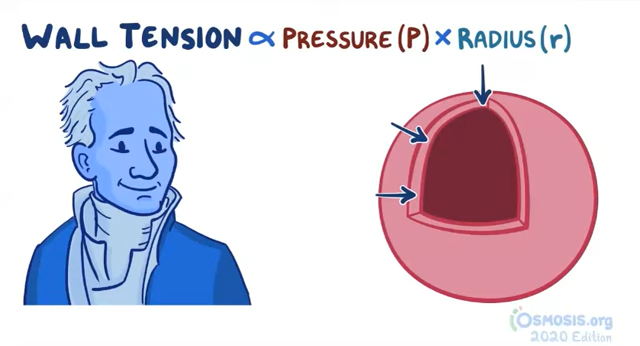 WALL TENSION ∝ PRESSURE (P) × RADIUS (r)
OSMOSIS.org
2020 Edition